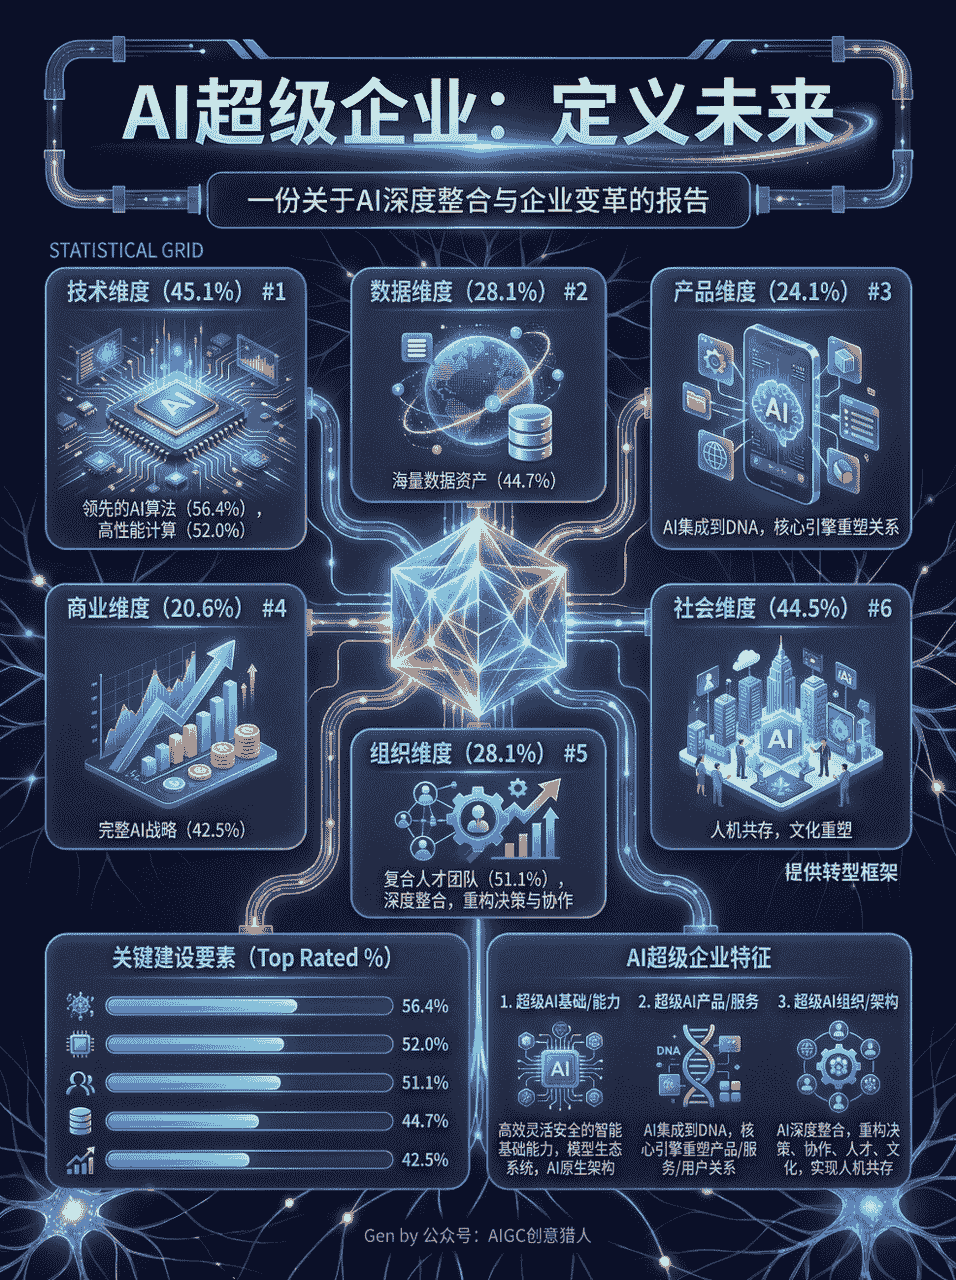 AI超级企业：定义未来
一份关于AI深度整合与企业变革的报告
STATISTICAL GRID
技术维度（45.1%） #1
AI
领先的AI算法（56.4%），
高性能计算（52.0%）
数据维度（28.1%） #2
海量数据资产（44.7%）
产品维度（24.1%） #3
AI
AI集成到DNA，核心引擎重塑关系
商业维度（20.6%） #4
完整AI战略（42.5%）
组织维度（28.1%） #5
复合人才团队（51.1%），
深度整合，重构决策与协作
社会维度（44.5%） #6
AI
AI
人机共存，文化重塑
提供转型框架
关键建设要素（Top Rated %）
56.4%
52.0%
51.1%
44.7%
42.5%
AI超级企业特征
1. 超级AI基础/能力
AI
高效灵活安全的智能
基础能力，模型生态
系统，AI原生架构
2. 超级AI产品/服务
DNA
AI集成到DNA，核
心引擎重塑产品/服
务/用户关系
3. 超级AI组织/架构
AI深度整合，重构决
策、协作、人才、文
化，实现人机共存
Gen by 公众号：AIGC创意猎人